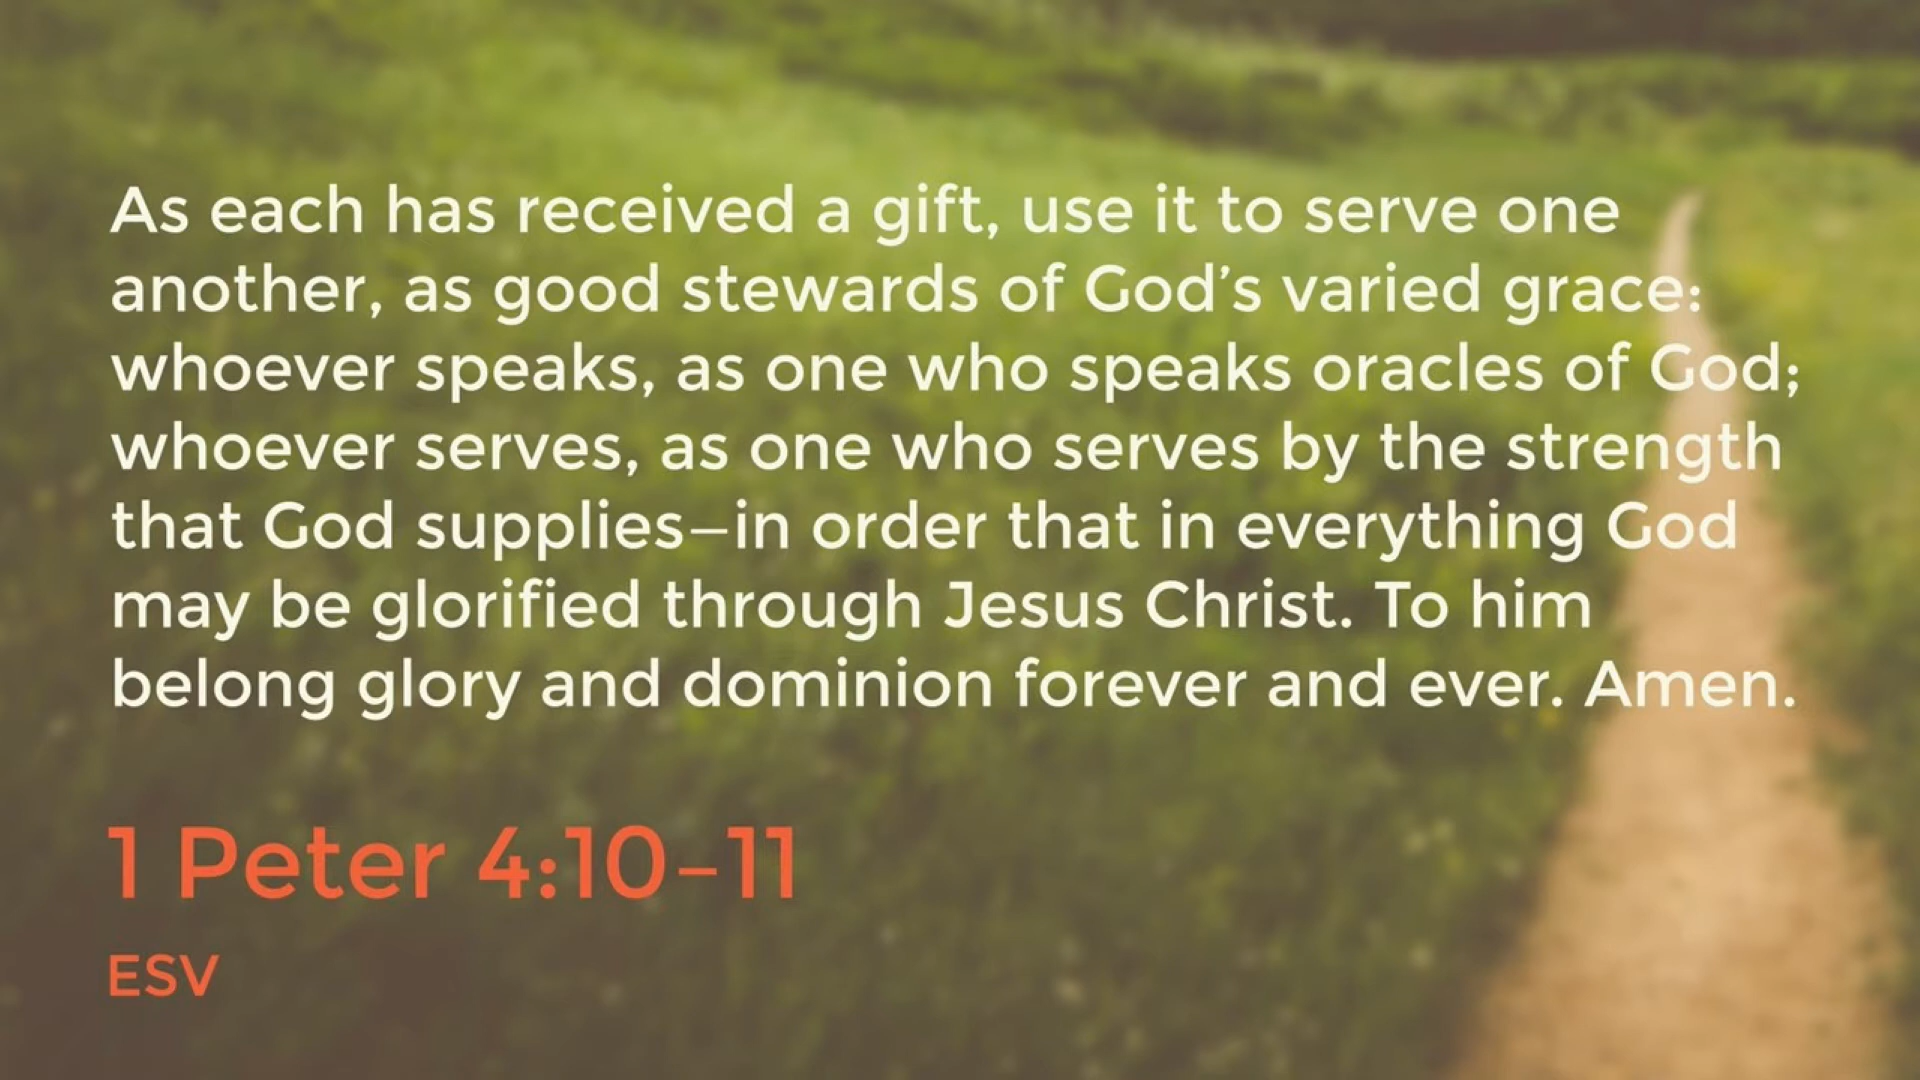 As each has received a gift, use it to serve one
another, as good stewards of God’s varied grace:
whoever speaks, as one who speaks oracles of God;
whoever serves, as one who serves by the strength
that God supplies—in order that in everything God
may be glorified through Jesus Christ. To him
belong glory and dominion forever and ever. Amen.
1 Peter 4:10–11
ESV